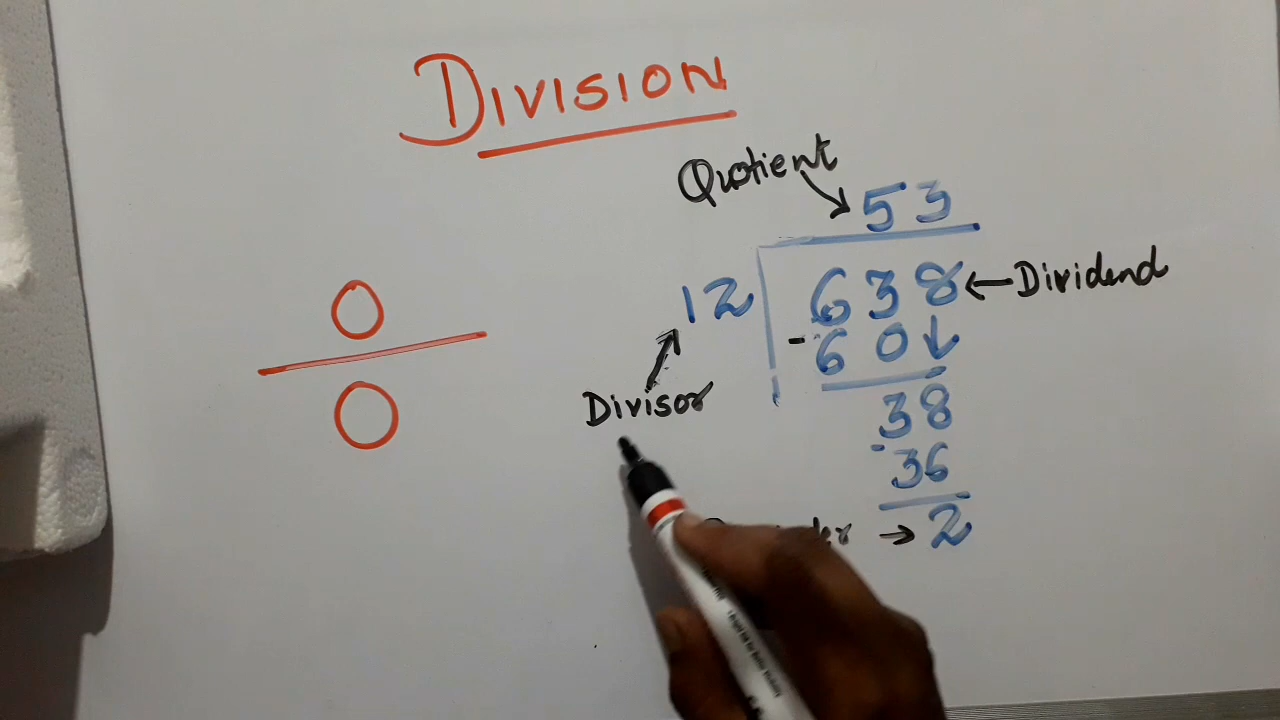 DIVISION
Quotient
53
12 638 Dividend
- 60
Divisor
38
- 36
2
0
0